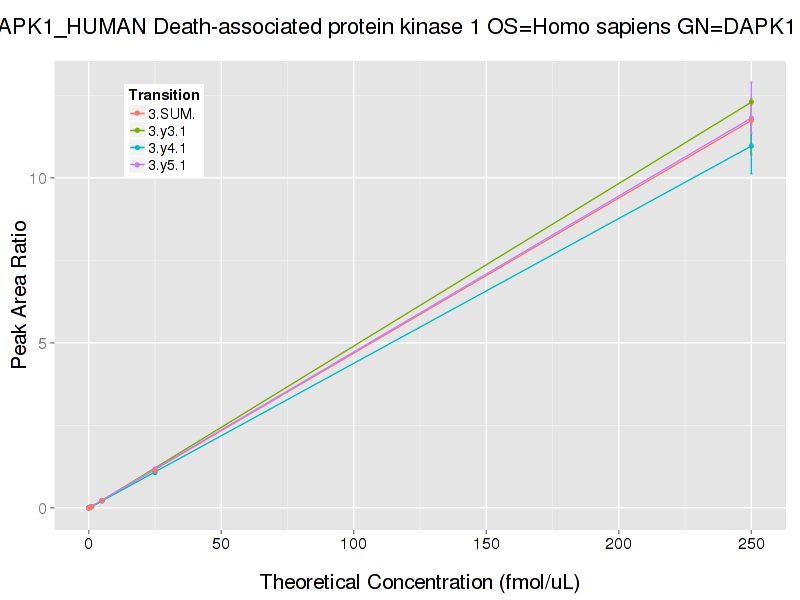 APK1_HUMAN Death-associated protein kinase 1 OS=Homo sapiens GN=DAPK1
Transition
3.SUM.
3.y3.1
3.y4.1
3.y5.1
Peak Area Ratio
10
5
0
0 50 100 150 200 250
Theoretical Concentration (fmol/uL)